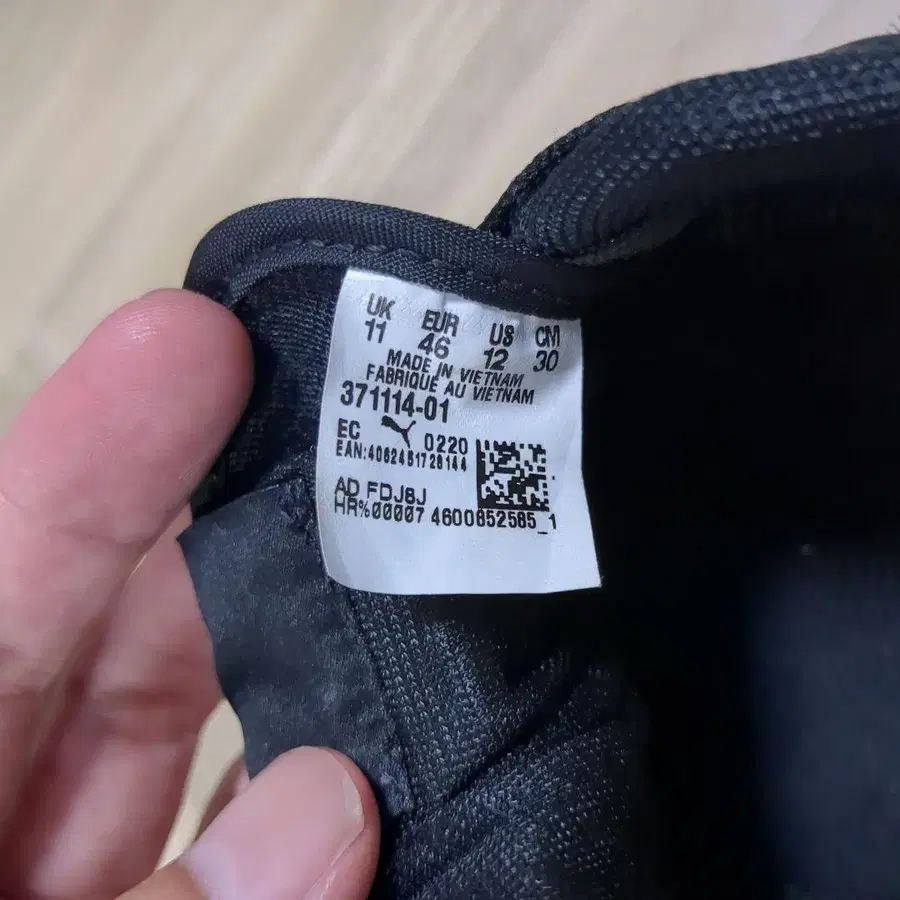 UK EUR US CM
11 46 12 30
MADE IN VIETNAM
FABRIQUÉ AU VIETNAM
371114-01
EC 0220
EAN:4062451728144
AD FDJ8J
HR%00007 4600852585_1